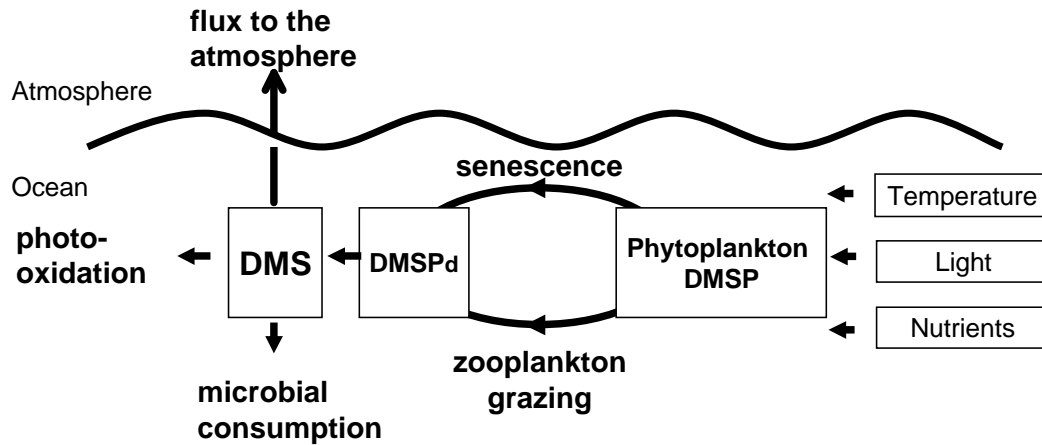 flux to the
atmosphere
Atmosphere
Ocean
senescence
Temperature
photo-
oxidation
DMS
DMSPd
Phytoplankton
DMSP
Light
Nutrients
zooplankton
grazing
microbial
consumption